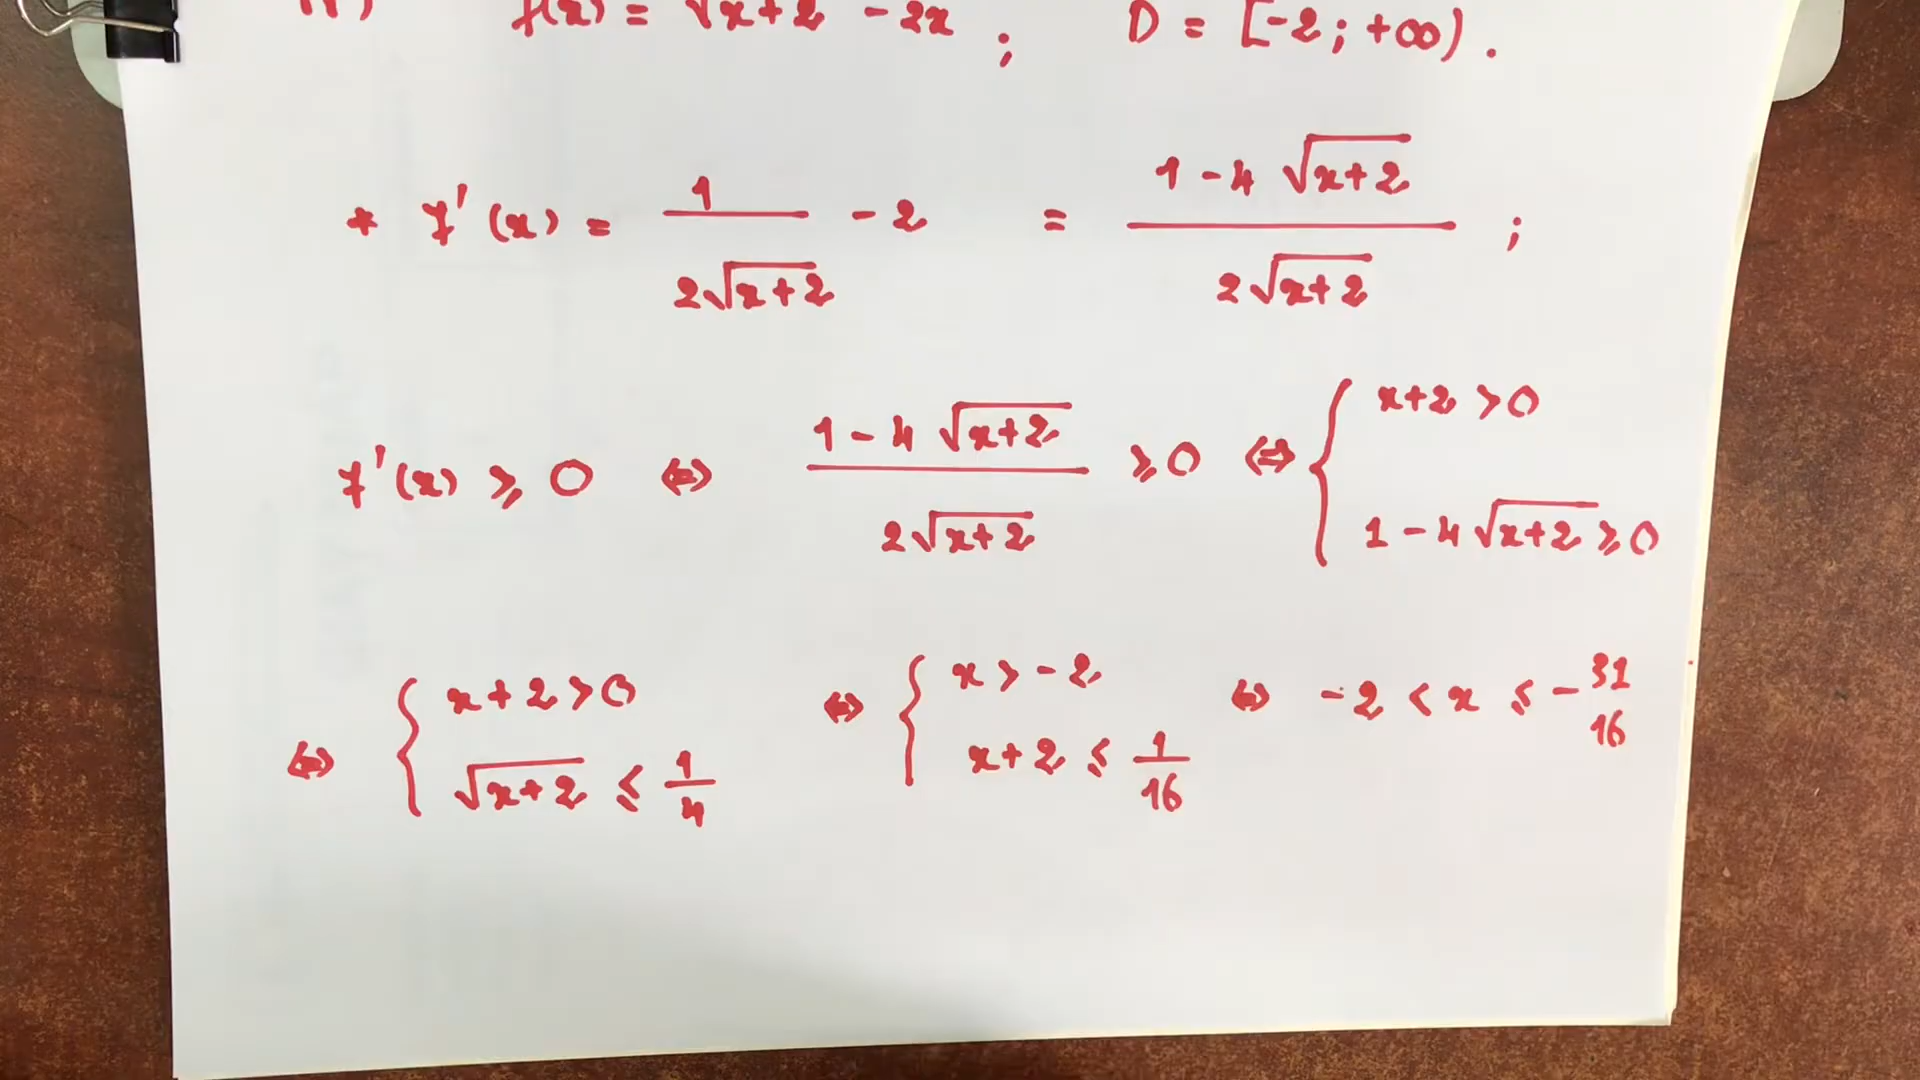 f(x) = √x+2 - 2x ; D = [-2 ; +∞) .
* f'(x) = 1 / 2√x+2 - 2 = 1 - 4 √x+2 / 2√x+2 ;
f'(x) ⩾ 0 ⇔ 1 - 4 √x+2 / 2√x+2 ⩾ 0 ⇔ { x+2 > 0
1 - 4√x+2 ⩾ 0
⇔ { x+2 > 0 ⇔ { x > -2 ⇔ -2 < x ⩽ - 31/16
√x+2 ⩽ 1/4 x+2 ⩽ 1/16